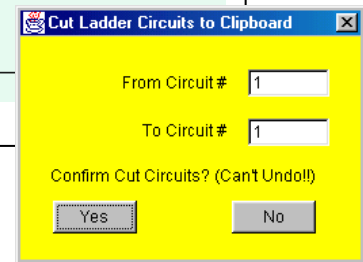 Cut Ladder Circuits to Clipboard
From Circuit # 1
To Circuit # 1
Confirm Cut Circuits? (Can't Undo!!)
Yes No